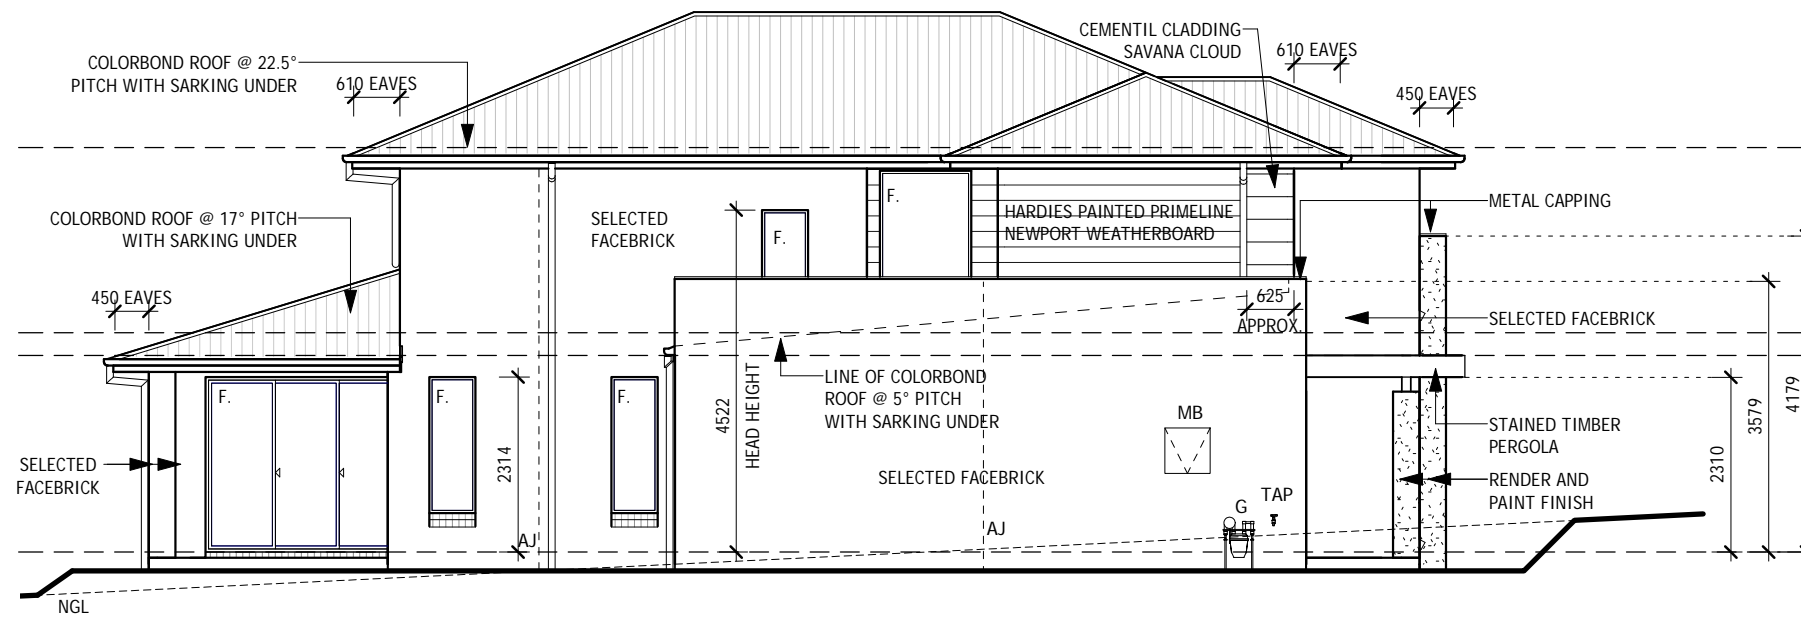 CEMENTIL CLADDING
SAVANA CLOUD
610 EAVES
COLORBOND ROOF @ 22.5°
PITCH WITH SARKING UNDER
610 EAVES
450 EAVES
METAL CAPPING
COLORBOND ROOF @ 17° PITCH
WITH SARKING UNDER
SELECTED
FACEBRICK
F.
F.
HARDIES PAINTED PRIMELINE
NEWPORT WEATHERBOARD
450 EAVES
625
APPROX.
SELECTED FACEBRICK
LINE OF COLORBOND
ROOF @ 5° PITCH
WITH SARKING UNDER
F.
F.
F.
4522
HEAD HEIGHT
2314
MB
STAINED TIMBER
PERGOLA
2310
3579
4179
SELECTED
FACEBRICK
SELECTED FACEBRICK
RENDER AND
PAINT FINISH
G
TAP
AJ
AJ
NGL